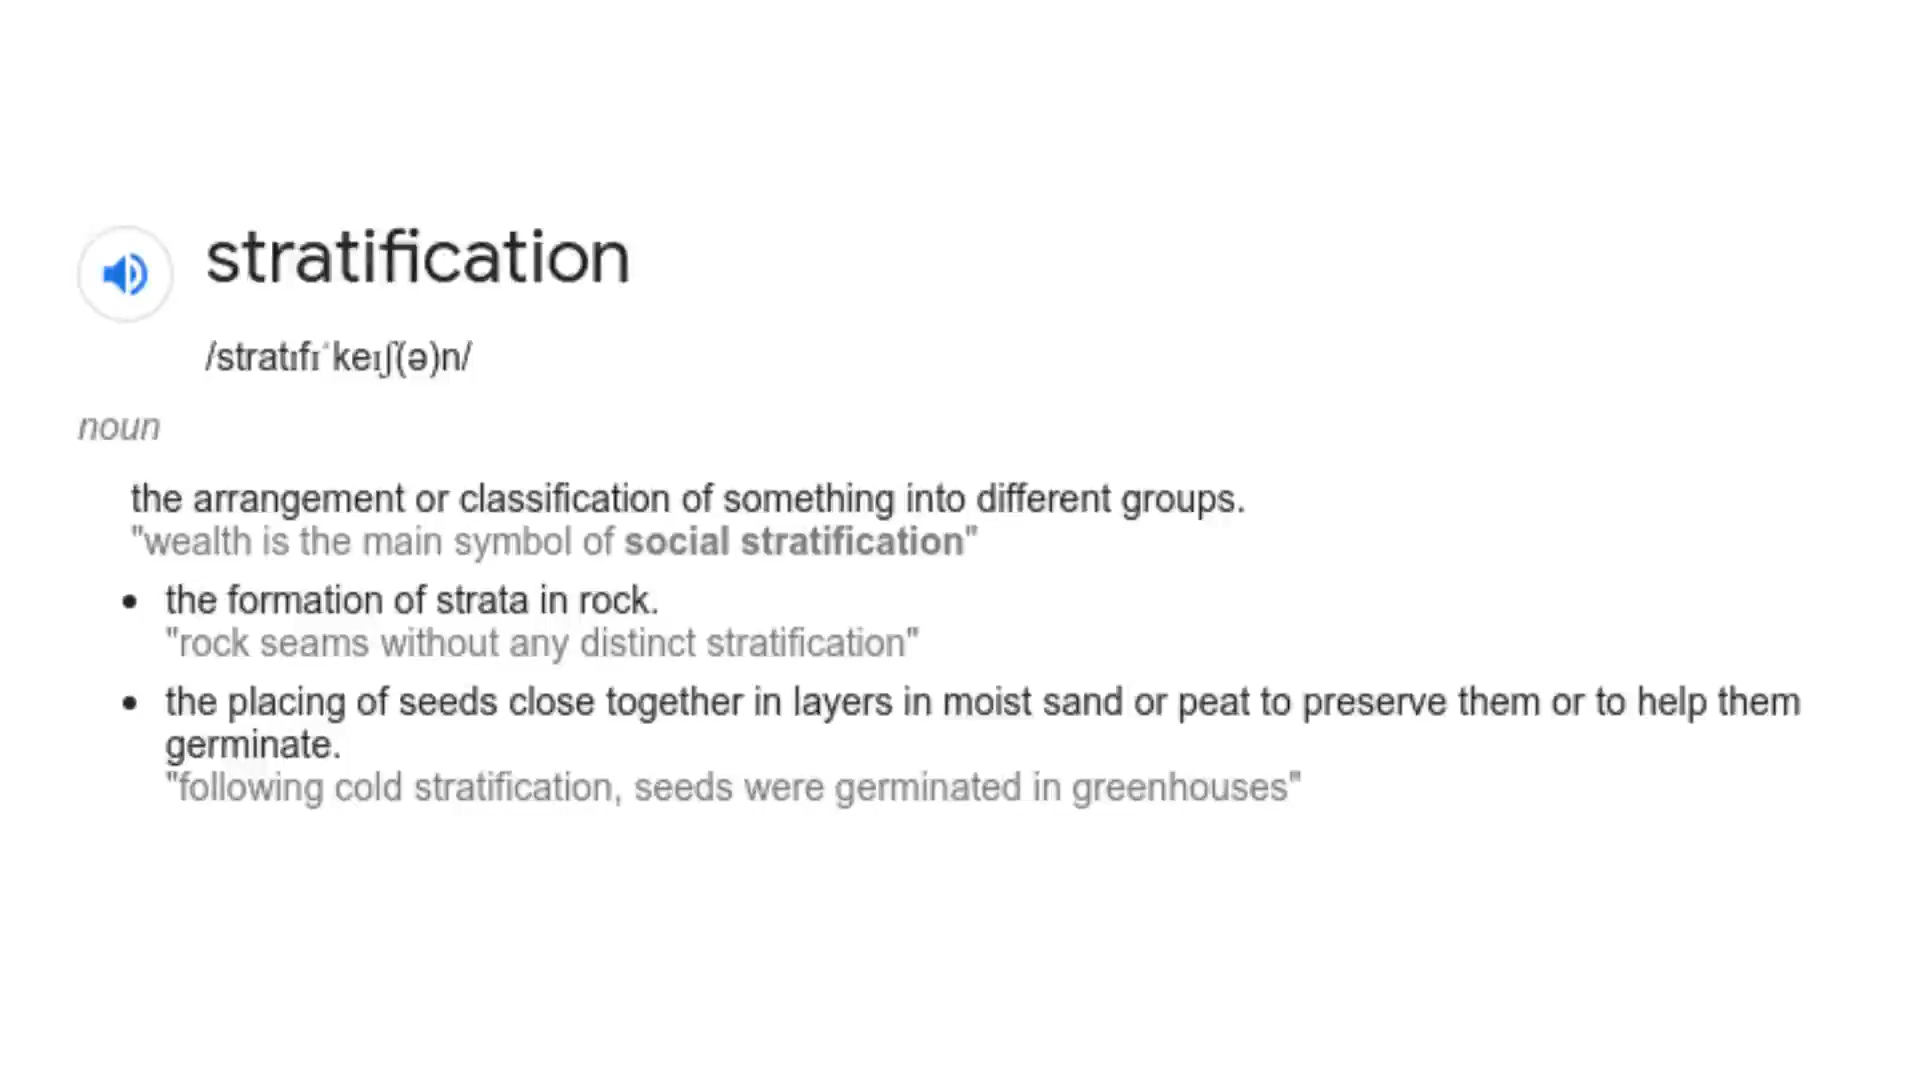 stratification
/stratɪfɪˈkeɪʃ(ə)n/
noun
the arrangement or classification of something into different groups.
"wealth is the main symbol of social stratification"
• the formation of strata in rock.
"rock seams without any distinct stratification"
• the placing of seeds close together in layers in moist sand or peat to preserve them or to help them
germinate.
"following cold stratification, seeds were germinated in greenhouses"